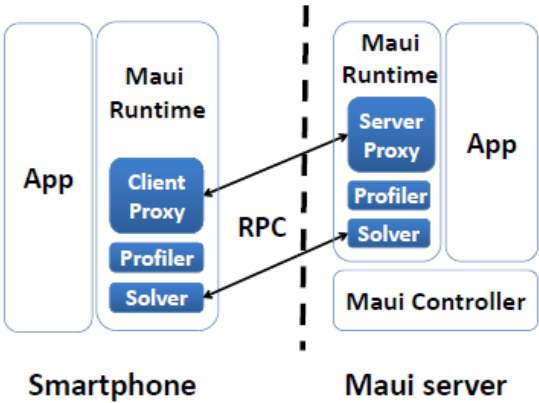 App
Maui
Runtime
Client
Proxy
Profiler
Solver
RPC
Maui
Runtime
Server
Proxy
Profiler
Solver
App
Maui Controller
Smartphone
Maui server